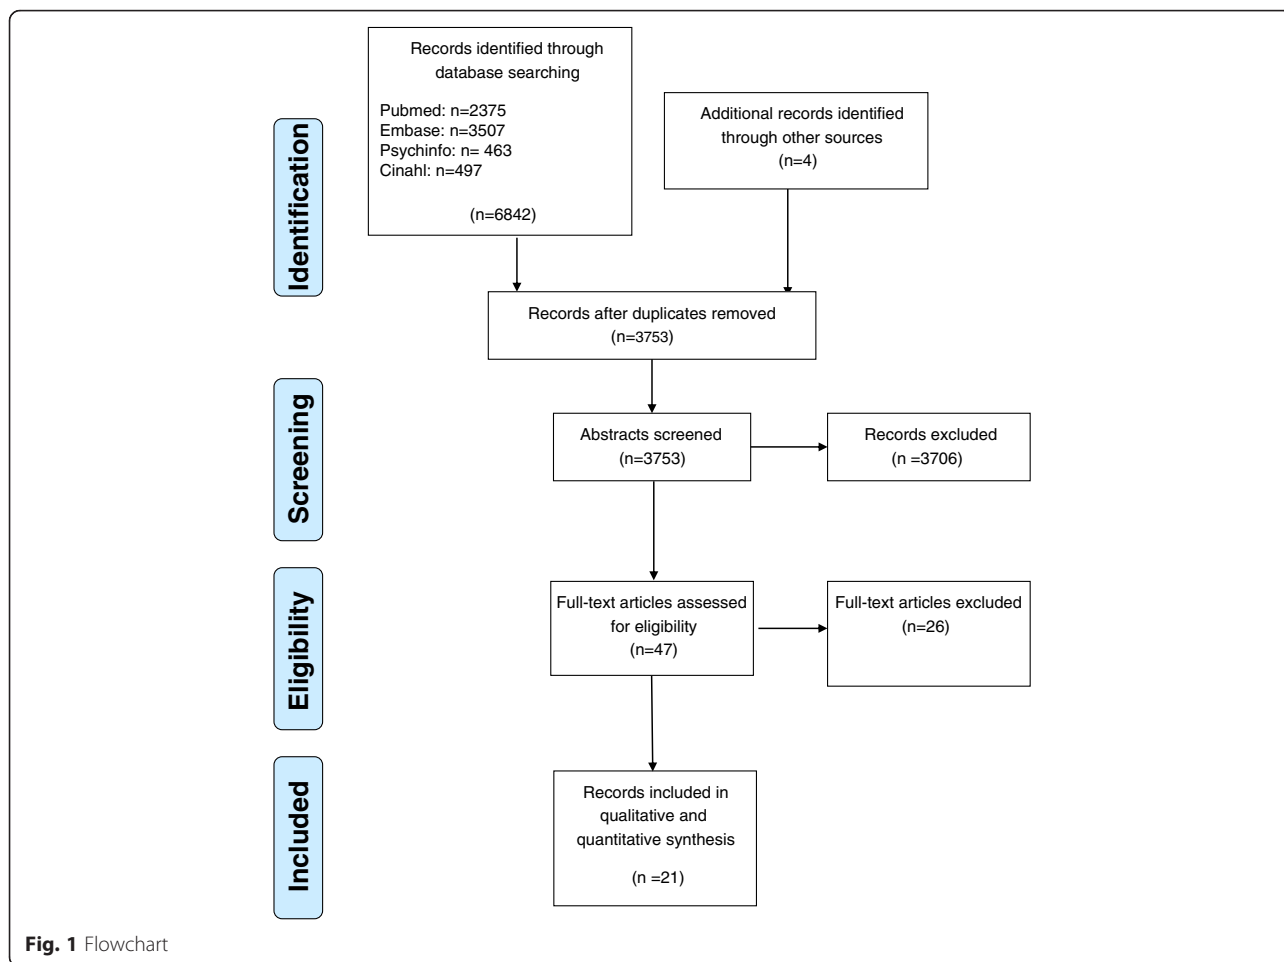 Records identified through
database searching
Pubmed: n=2375
Embase: n=3507
Psychinfo: n= 463
Cinahl: n=497
(n=6842)
Additional records identified
through other sources
(n=4)
Identification
Records after duplicates removed
(n=3753)
Screening
Abstracts screened
(n=3753)
Records excluded
(n =3706)
Eligibility
Full-text articles assessed
for eligibility
(n=47)
Full-text articles excluded
(n=26)
Included
Records included in
qualitative and
quantitative synthesis
(n =21)
Fig. 1 Flowchart